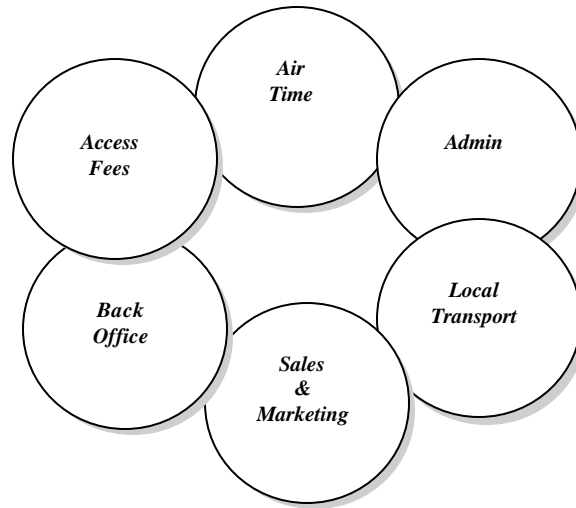 Air
Time
Access
Fees
Admin
Back
Office
Local
Transport
Sales
&
Marketing